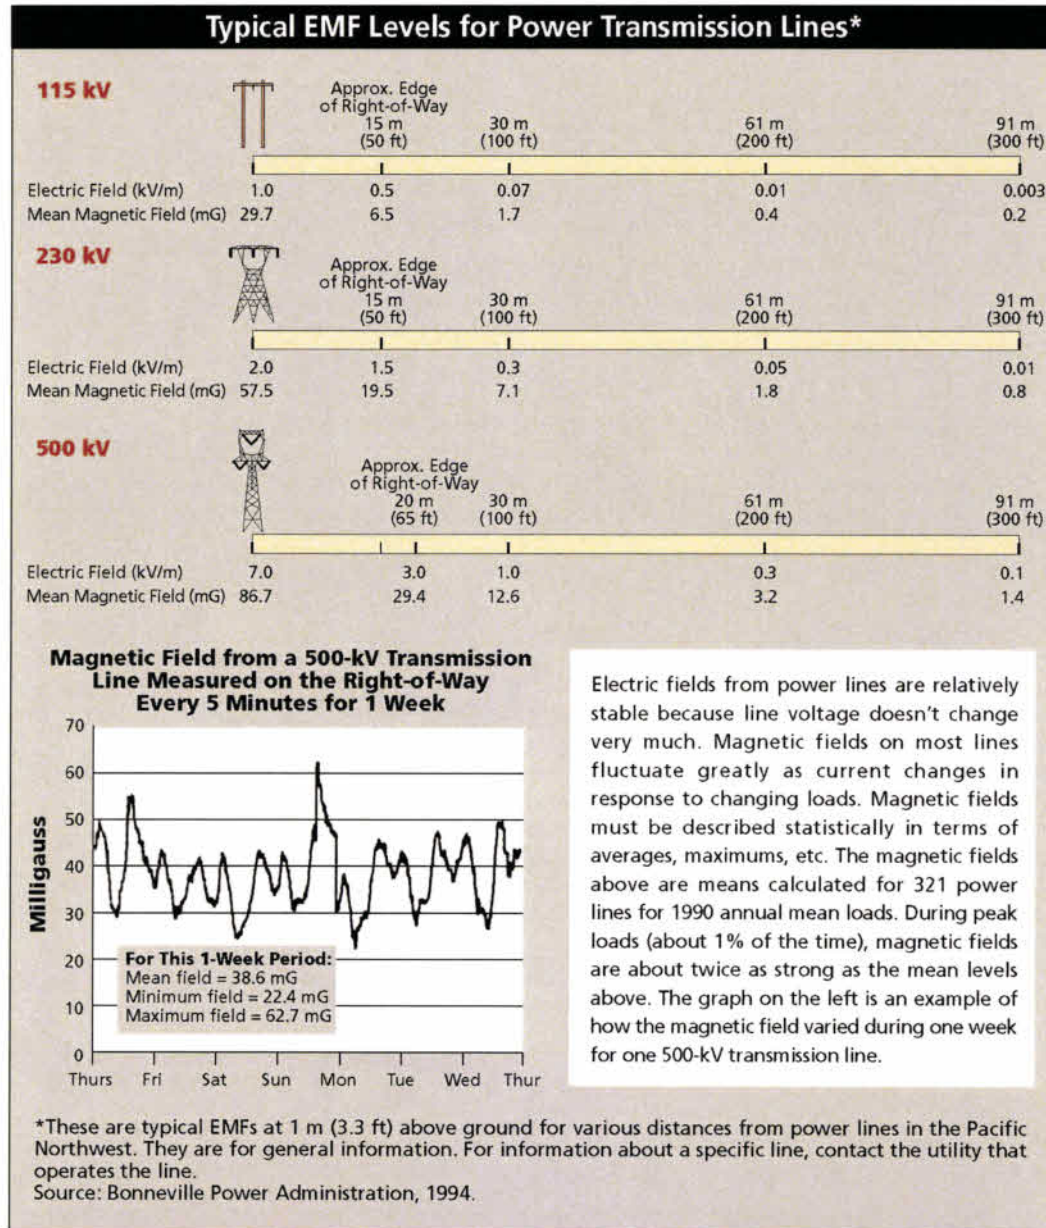 Typical EMF Levels for Power Transmission Lines*
115 kV
Approx. Edge
of Right-of-Way
15 m 30 m 61 m 91 m
(50 ft) (100 ft) (200 ft) (300 ft)
Electric Field (kV/m) 1.0 0.5 0.07 0.01 0.003
Mean Magnetic Field (mG) 29.7 6.5 1.7 0.4 0.2
230 kV
Approx. Edge
of Right-of-Way
15 m 30 m 61 m 91 m
(50 ft) (100 ft) (200 ft) (300 ft)
Electric Field (kV/m) 2.0 1.5 0.3 0.05 0.01
Mean Magnetic Field (mG) 57.5 19.5 7.1 1.8 0.8
500 kV
Approx. Edge
of Right-of-Way
20 m 30 m 61 m 91 m
(65 ft) (100 ft) (200 ft) (300 ft)
Electric Field (kV/m) 7.0 3.0 1.0 0.3 0.1
Mean Magnetic Field (mG) 86.7 29.4 12.6 3.2 1.4
Magnetic Field from a 500-kV Transmission
Line Measured on the Right-of-Way
Every 5 Minutes for 1 Week
70
60
50
40
30
20
10
0
Milligauss
For This 1-Week Period:
Mean field = 38.6 mG
Minimum field = 22.4 mG
Maximum field = 62.7 mG
Thurs Fri Sat Sun Mon Tue Wed Thur
Electric fields from power lines are relatively
stable because line voltage doesn't change
very much. Magnetic fields on most lines
fluctuate greatly as current changes in
response to changing loads. Magnetic fields
must be described statistically in terms of
averages, maximums, etc. The magnetic fields
above are means calculated for 321 power
lines for 1990 annual mean loads. During peak
loads (about 1% of the time), magnetic fields
are about twice as strong as the mean levels
above. The graph on the left is an example of
how the magnetic field varied during one week
for one 500-kV transmission line.
*These are typical EMFs at 1 m (3.3 ft) above ground for various distances from power lines in the Pacific
Northwest. They are for general information. For information about a specific line, contact the utility that
operates the line.
Source: Bonneville Power Administration, 1994.